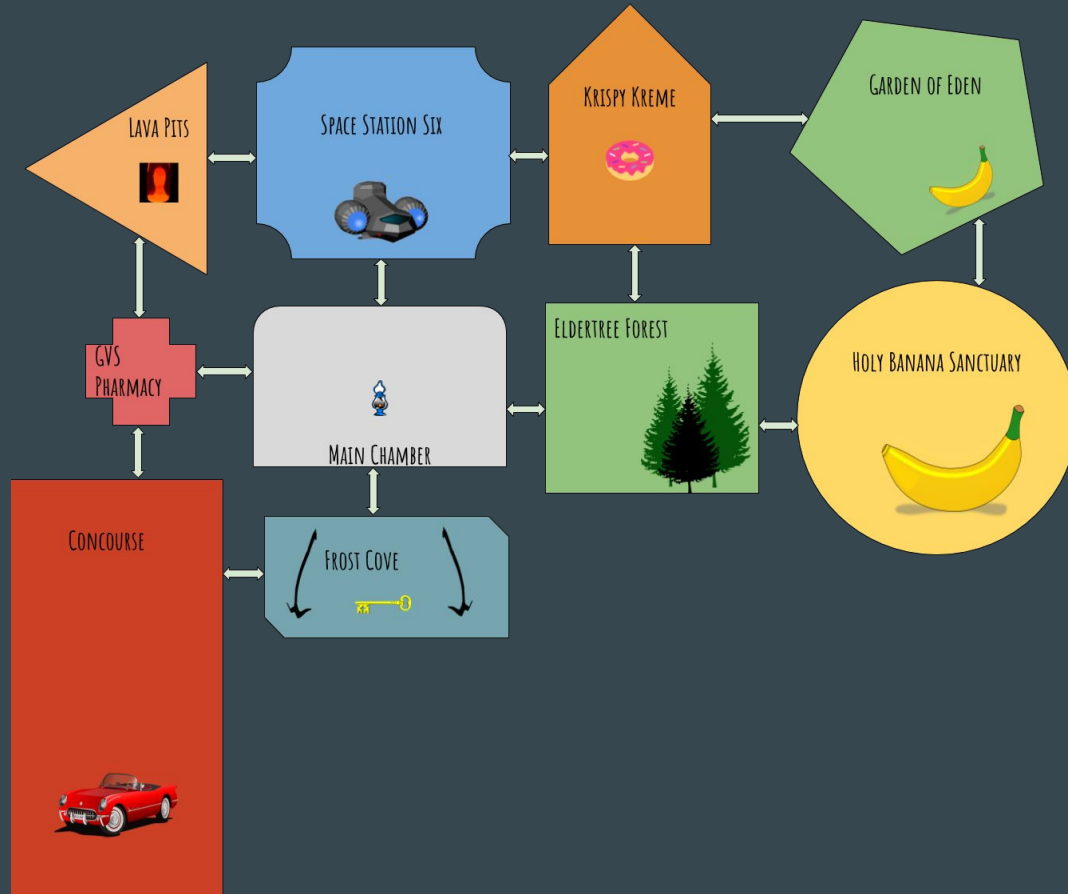 Lava Pits
Space Station Six
Krispy Kreme
Garden of Eden
GVS
Pharmacy
Main Chamber
Eldertree Forest
Holy Banana Sanctuary
Concourse
Frost Cove